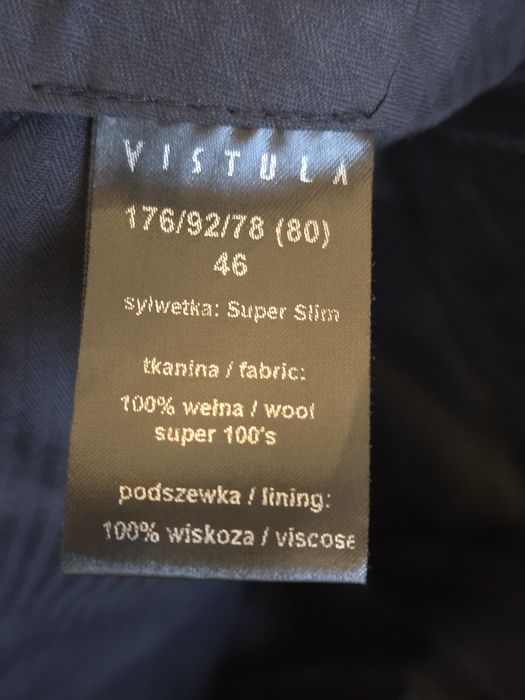 VISTULA
176/92/78 (80)
46
sylwetka: Super Slim
tkanina / fabric:
100% wełna / wool
super 100's
podszewka / lining:
100% wiskoza / viscose